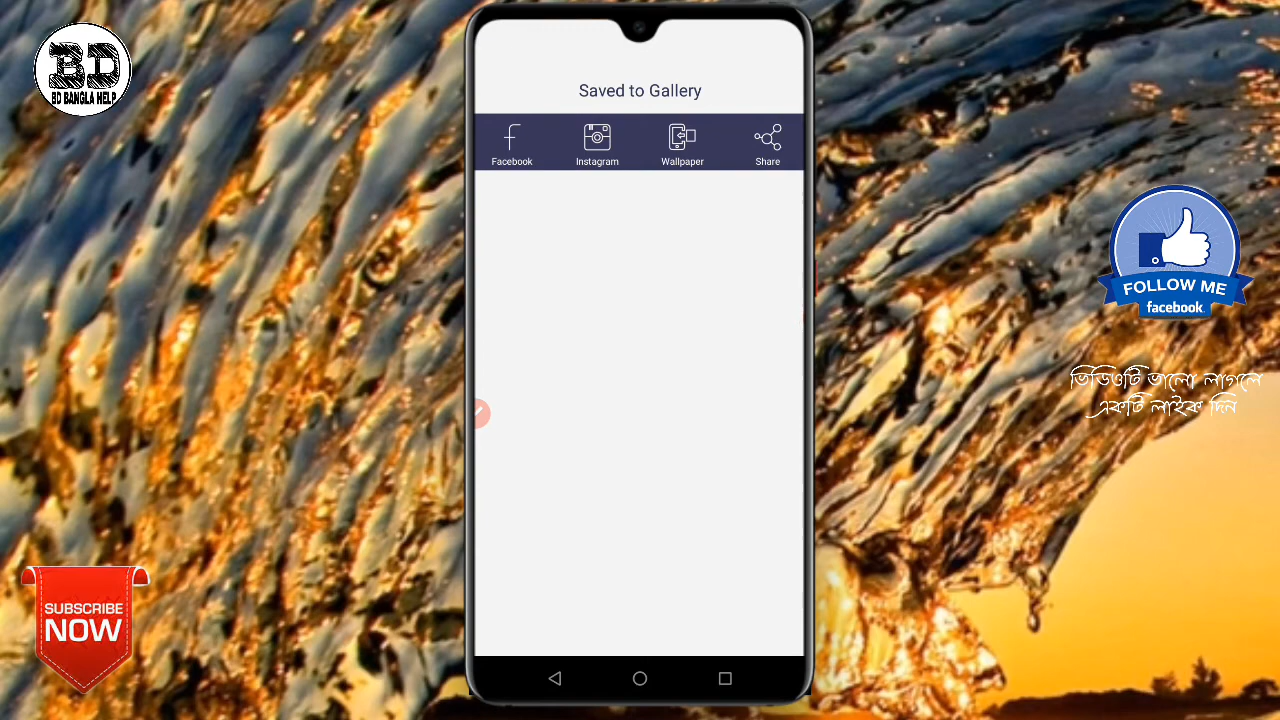 BD
BD BANGLA HELP
Saved to Gallery
Facebook
Instagram
Wallpaper
Share
FOLLOW ME
facebook.
ভিডিওটি ভালো লাগলে
একটি লাইক দিন
SUBSCRIBE
NOW